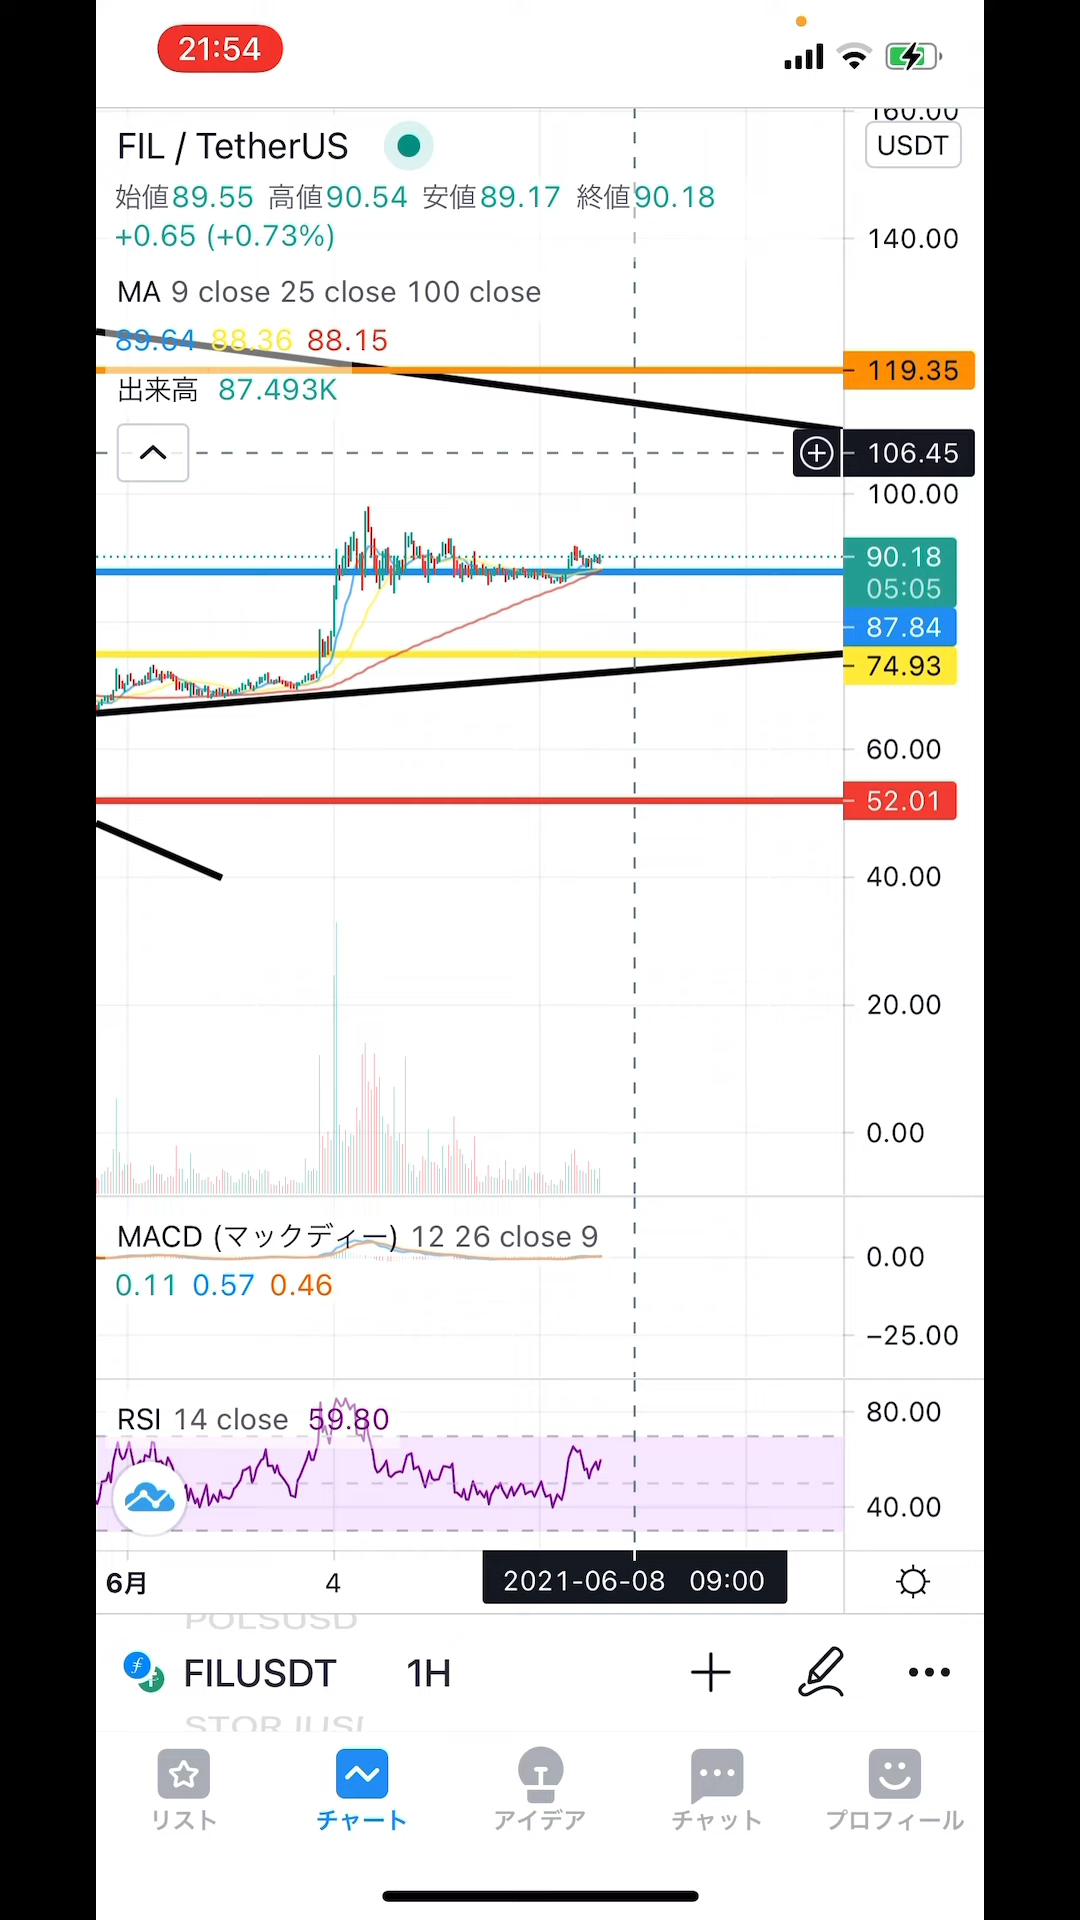 21:54
160.00
FIL / TetherUS
USDT
始値89.55 高値90.54 安値89.17 終値90.18
+0.65 (+0.73%)
140.00
MA 9 close 25 close 100 close
89.64 88.36 88.15
119.35
出来高 87.493K
106.45
100.00
90.18
05:05
87.84
74.93
60.00
52.01
40.00
20.00
0.00
MACD (マックディー) 12 26 close 9
0.00
0.11 0.57 0.46
−25.00
RSI 14 close 59.80
80.00
40.00
6月
4
2021-06-08 09:00
POLSUSD
FILUSDT
1H
リスト
チャート
アイデア
チャット
プロフィール